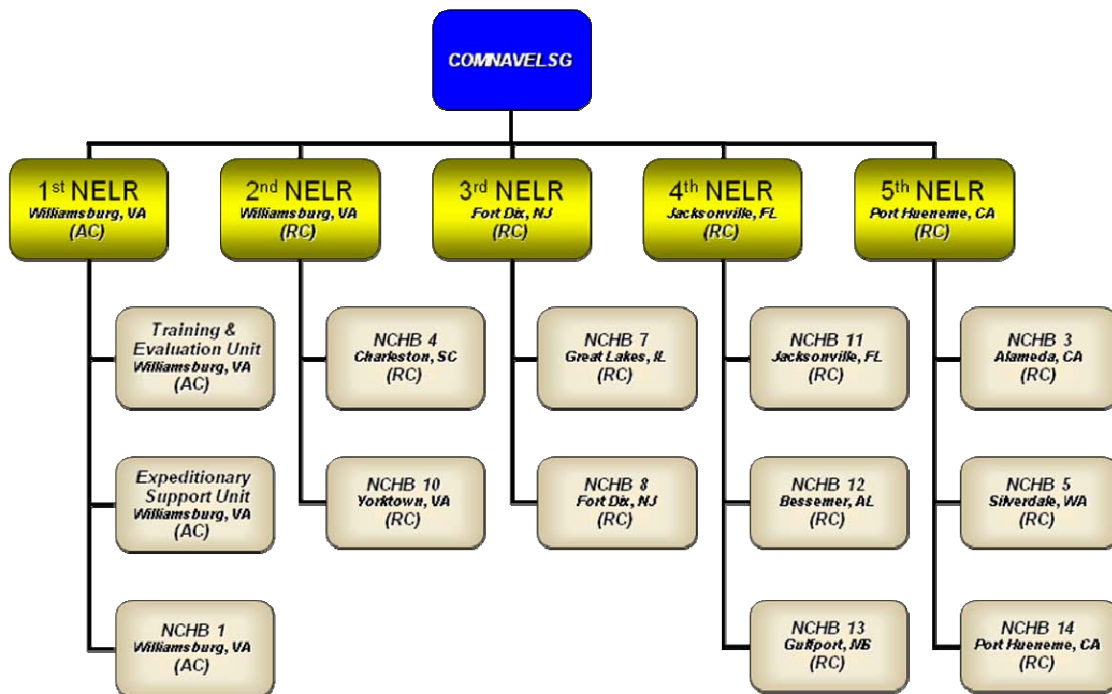 COMNAVELSG
1st NELR
Williamsburg, VA
(AC)
2nd NELR
Williamsburg, VA
(RC)
3rd NELR
Fort Dix, NJ
(RC)
4th NELR
Jacksonville, FL
(RC)
5th NELR
Port Hueneme, CA
(RC)
Training &
Evaluation Unit
Williamsburg, VA
(AC)
NCHB 4
Charleston, SC
(RC)
NCHB 7
Great Lakes, IL
(RC)
NCHB 11
Jacksonville, FL
(RC)
NCHB 3
Alameda, CA
(RC)
Expeditionary
Support Unit
Williamsburg, VA
(AC)
NCHB 10
Yorktown, VA
(RC)
NCHB 8
Fort Dix, NJ
(RC)
NCHB 12
Bessemer, AL
(RC)
NCHB 5
Silverdale, WA
(RC)
NCHB 1
Williamsburg, VA
(AC)
NCHB 13
Gulfport, MS
(RC)
NCHB 14
Port Hueneme, CA
(RC)